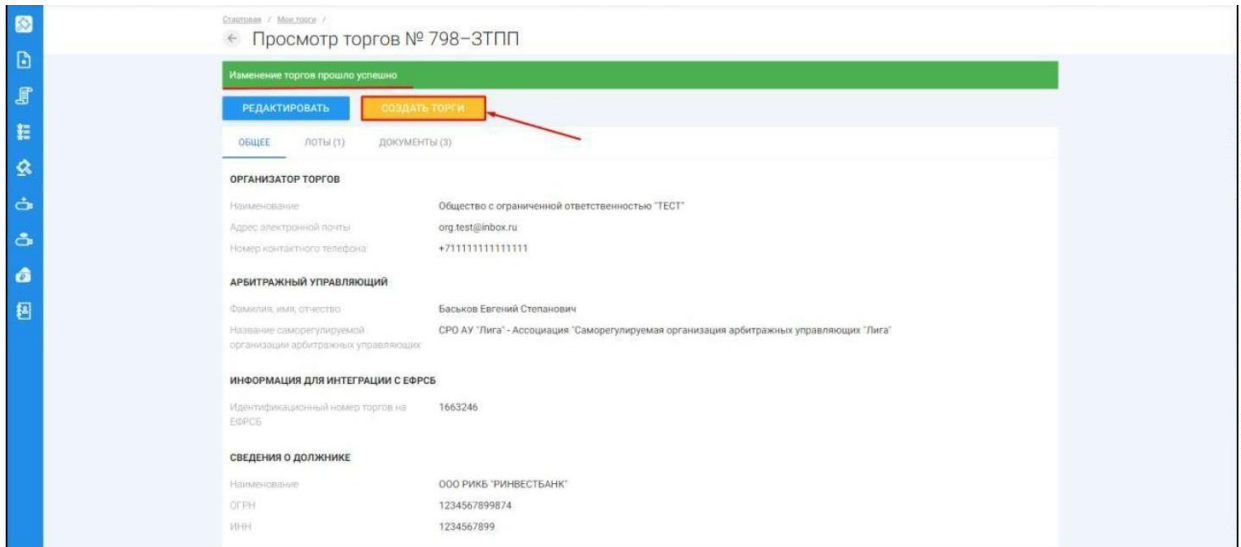 Стартовая / Мои торги /
← Просмотр торгов № 798-ЗТПП
Изменение торгов прошло успешно
РЕДАКТИРОВАТЬ СОЗДАТЬ ТОРГИ
ОБЩЕЕ ЛОТЫ (1) ДОКУМЕНТЫ (3)
ОРГАНИЗАТОР ТОРГОВ
Наименование Общество с ограниченной ответственностью "ТЕСТ"
Адрес электронной почты org.test@inbox.ru
Номер контактного телефона +711111111111111
АРБИТРАЖНЫЙ УПРАВЛЯЮЩИЙ
Фамилия, имя, отчество Баськов Евгений Степанович
Название саморегулируемой СРО АУ "Лига" - Ассоциация "Саморегулируемая организация арбитражных управляющих "Лига"
организации арбитражных управляющих
ИНФОРМАЦИЯ ДЛЯ ИНТЕГРАЦИИ С ЕФРСБ
Идентификационный номер торгов на 1663246
ЕФРСБ
СВЕДЕНИЯ О ДОЛЖНИКЕ
Наименование ООО РИКБ "РИНВЕСТБАНК"
ОГРН 1234567899874
ИНН 1234567899